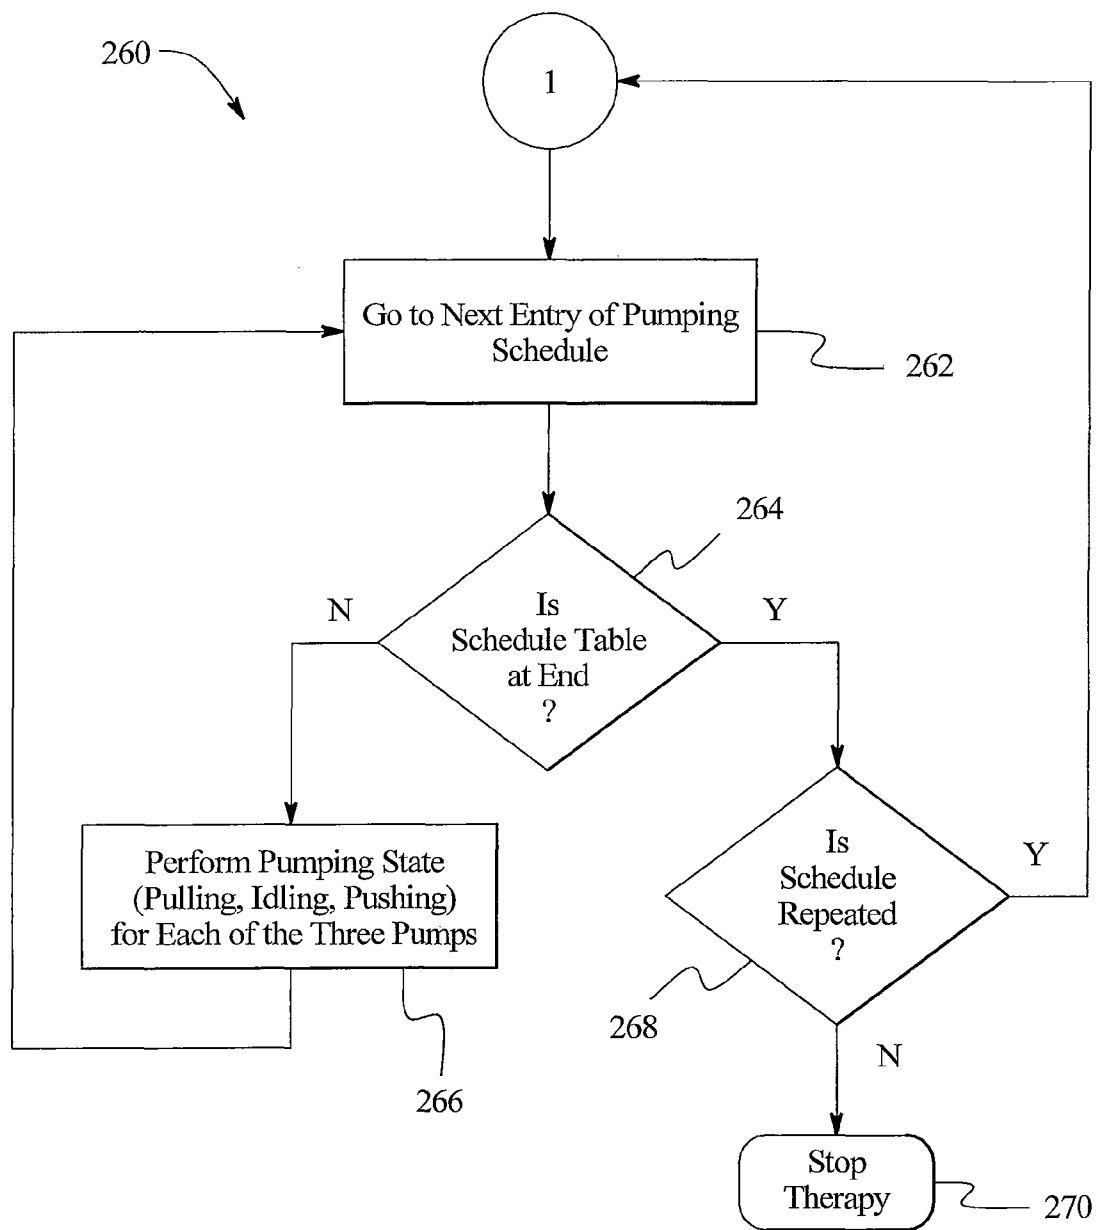 260
1
Go to Next Entry of Pumping
Schedule
262
264
N
Is
Schedule Table
at End
?
Y
Perform Pumping State
(Pulling, Idling, Pushing)
for Each of the Three Pumps
266
Is
Schedule
Repeated
?
Y
268
N
Stop
Therapy
270